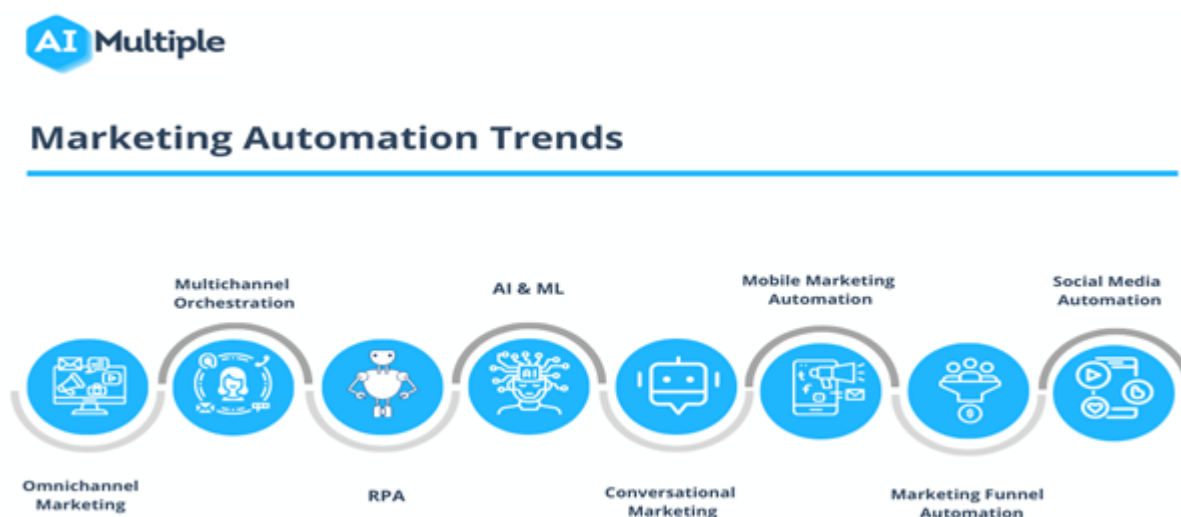 AI Multiple
Marketing Automation Trends
Multichannel
Orchestration
AI & ML
Mobile Marketing
Automation
Social Media
Automation
AI
Omnichannel
Marketing
RPA
Conversational
Marketing
Marketing Funnel
Automation